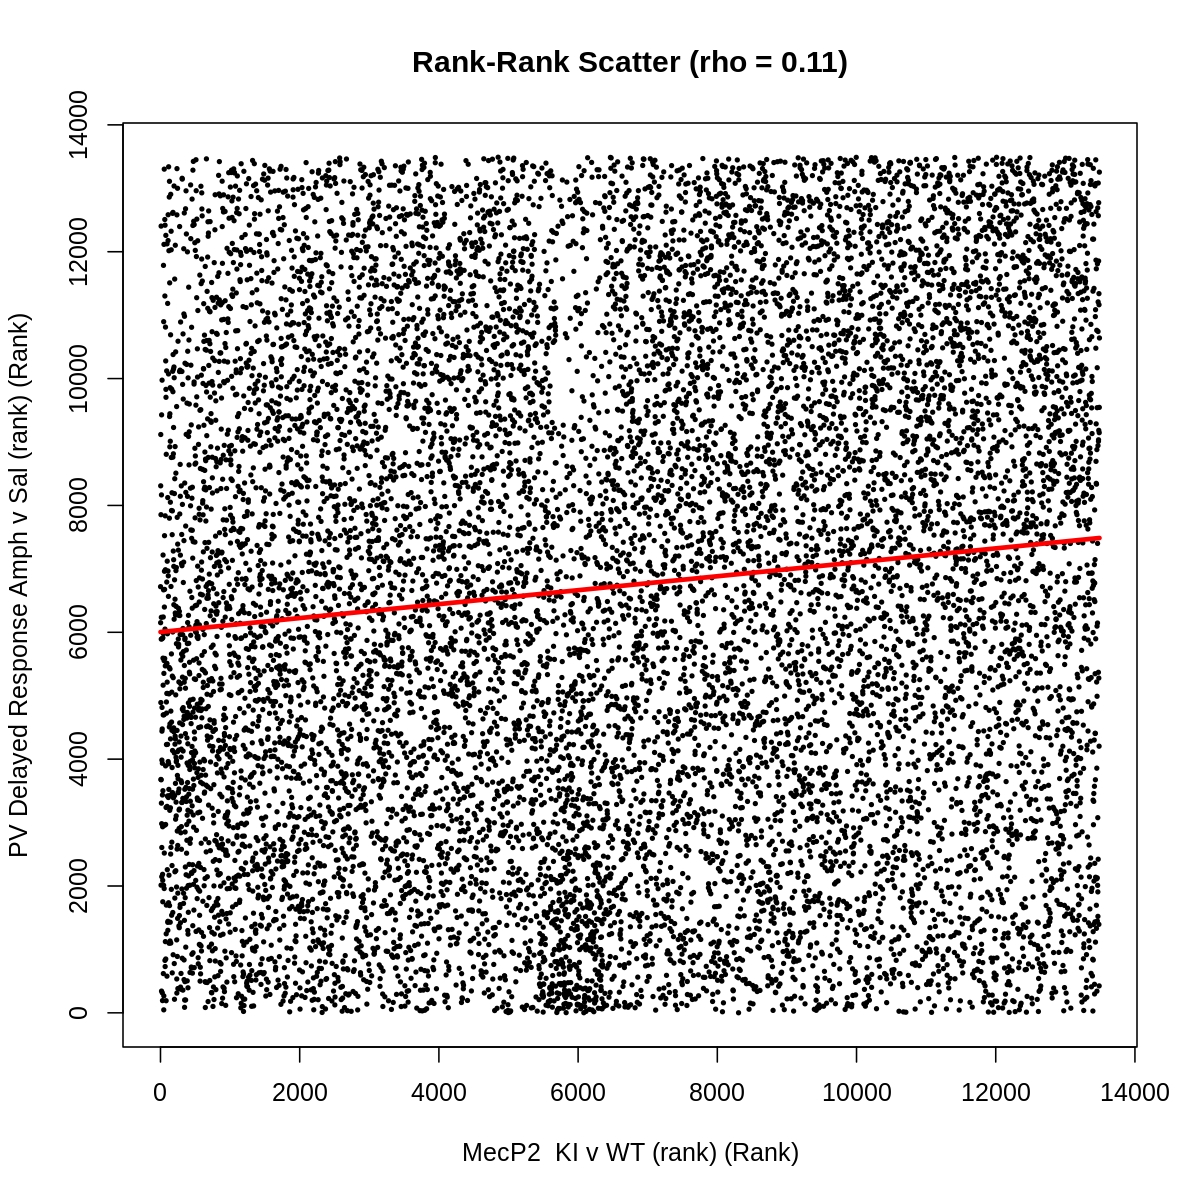 Rank-Rank Scatter (rho = 0.11)
PV Delayed Response Amph v Sal (rank) (Rank)
14000
12000
10000
8000
6000
4000
2000
0
0 2000 4000 6000 8000 10000 12000 14000
MecP2  KI v WT (rank) (Rank)